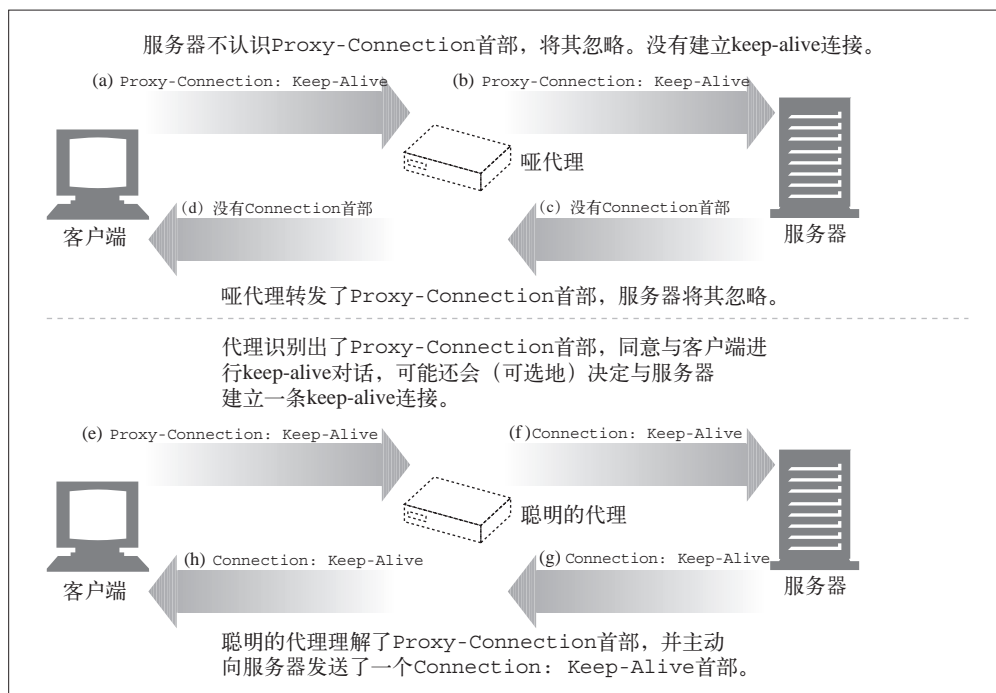 服务器不认识Proxy-Connection首部，将其忽略。没有建立keep-alive连接。
(a) Proxy-Connection: Keep-Alive
(b) Proxy-Connection: Keep-Alive
哑代理
(d) 没有Connection首部
(c) 没有Connection首部
客户端
服务器
哑代理转发了Proxy-Connection首部，服务器将其忽略。
代理识别出了Proxy-Connection首部，同意与客户端进
行keep-alive对话，可能还会（可选地）决定与服务器
建立一条keep-alive连接。
(e) Proxy-Connection: Keep-Alive
(f)Connection: Keep-Alive
聪明的代理
(h) Connection: Keep-Alive
(g) Connection: Keep-Alive
客户端
服务器
聪明的代理理解了Proxy-Connection首部，并主动
向服务器发送了一个Connection: Keep-Alive首部。